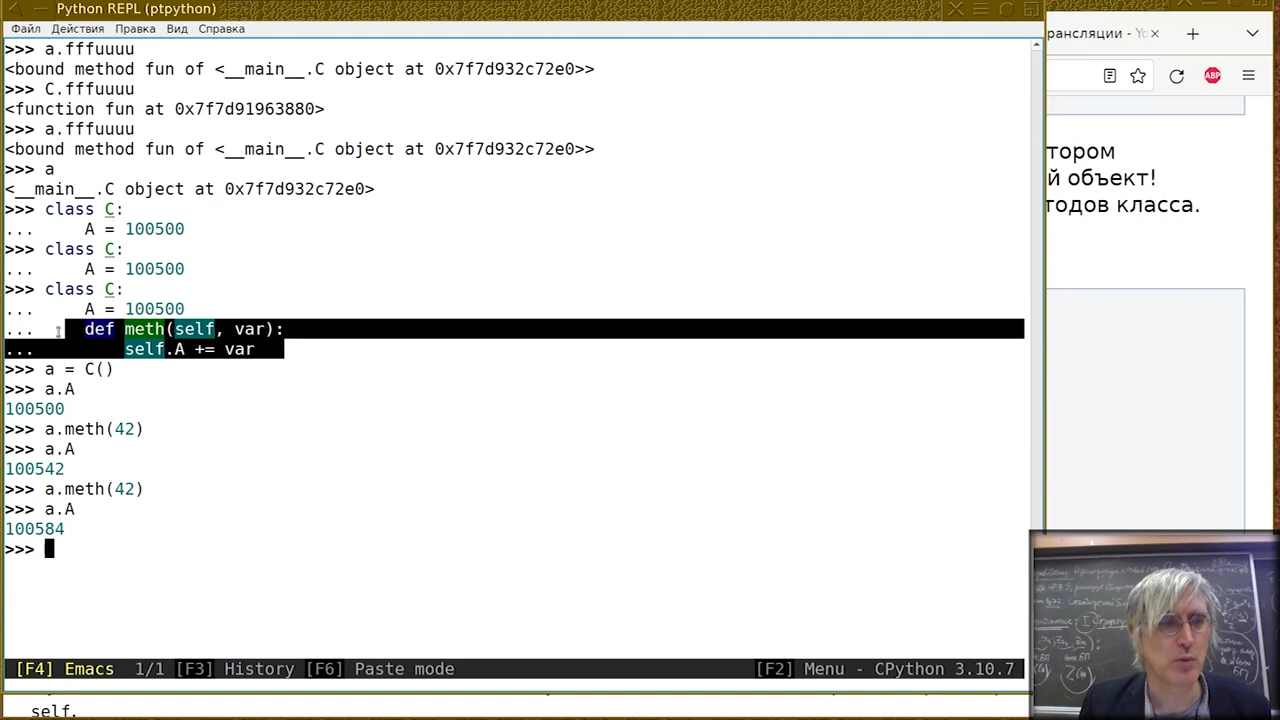 Python REPL (ptpython)
Файл Действия Правка Вид Справка
>>> a.fffuuuu
<bound method fun of <__main__.C object at 0x7f7d932c72e0>>
>>> C.fffuuuu
<function fun at 0x7f7d91963880>
>>> a.fffuuuu
<bound method fun of <__main__.C object at 0x7f7d932c72e0>>
>>> a
<__main__.C object at 0x7f7d932c72e0>
>>> class C:
...     A = 100500
>>> class C:
...     A = 100500
>>> class C:
...     A = 100500
...     def meth(self, var):
...         self.A += var
>>> a = C()
>>> a.A
100500
>>> a.meth(42)
>>> a.A
100542
>>> a.meth(42)
>>> a.A
100584
>>>
[F4] Emacs 1/1 [F3] History [F6] Paste mode [F2] Menu - CPython 3.10.7
self.
рансляции - Yo
ABP
тором
й объект!
тодов класса.